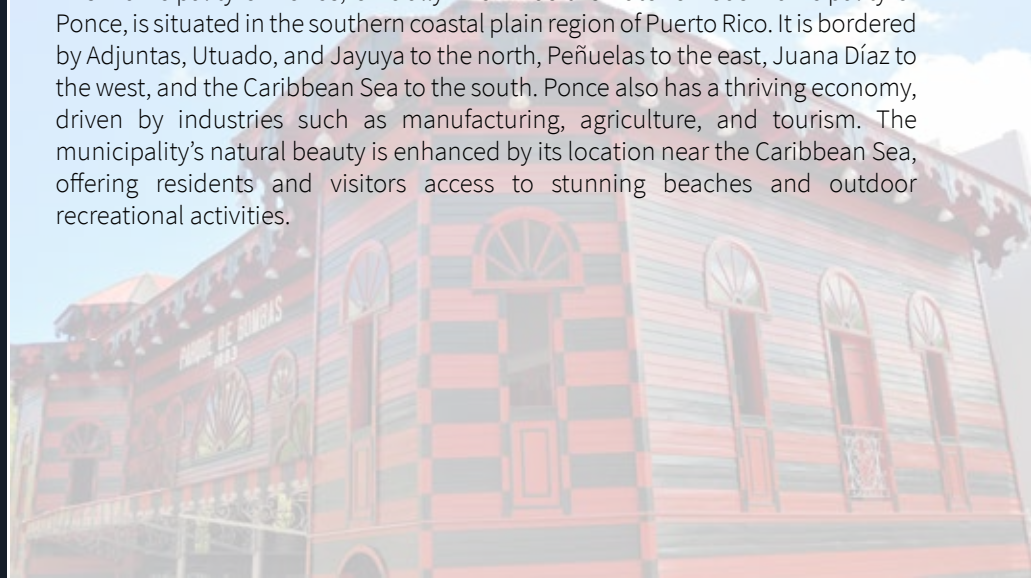 Ponce, is situated in the southern coastal plain region of Puerto Rico. It is bordered
by Adjuntas, Utuado, and Jayuya to the north, Peñuelas to the east, Juana Díaz to
the west, and the Caribbean Sea to the south. Ponce also has a thriving economy,
driven by industries such as manufacturing, agriculture, and tourism. The
municipality’s natural beauty is enhanced by its location near the Caribbean Sea,
offering residents and visitors access to stunning beaches and outdoor
recreational activities.
PARQUE DE BOMBAS
1883